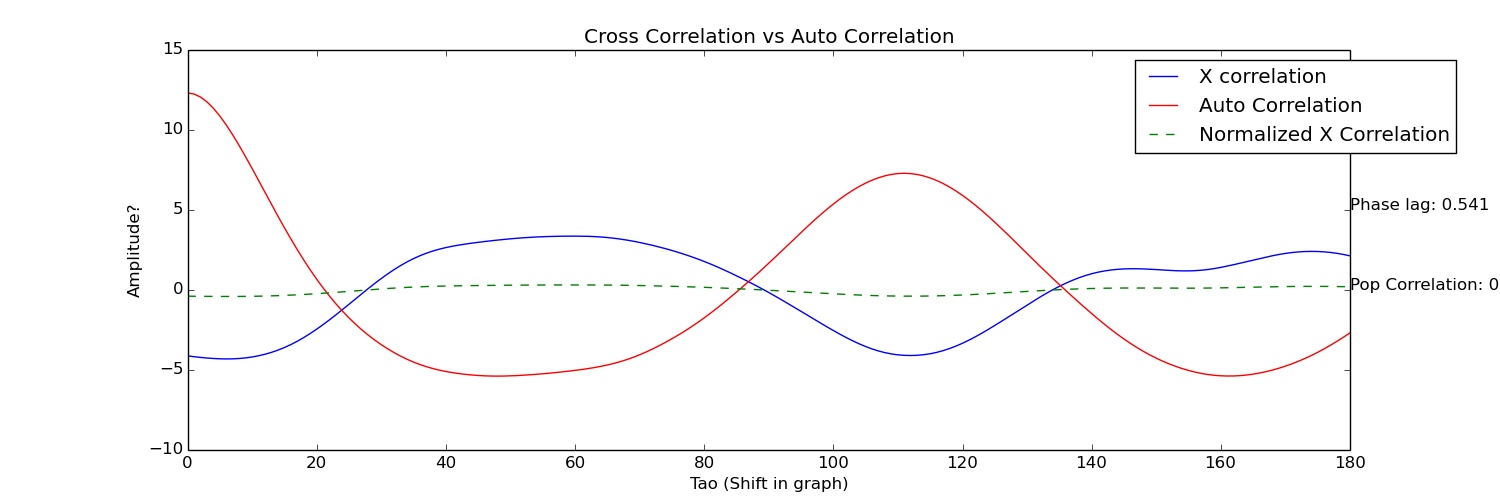 Cross Correlation vs Auto Correlation
15
10
5
0
−5
−10
Amplitude?
X correlation
Auto Correlation
Normalized X Correlation
Phase lag: 0.541
Pop Correlation: 0
0 20 40 60 80 100 120 140 160 180
Tao (Shift in graph)